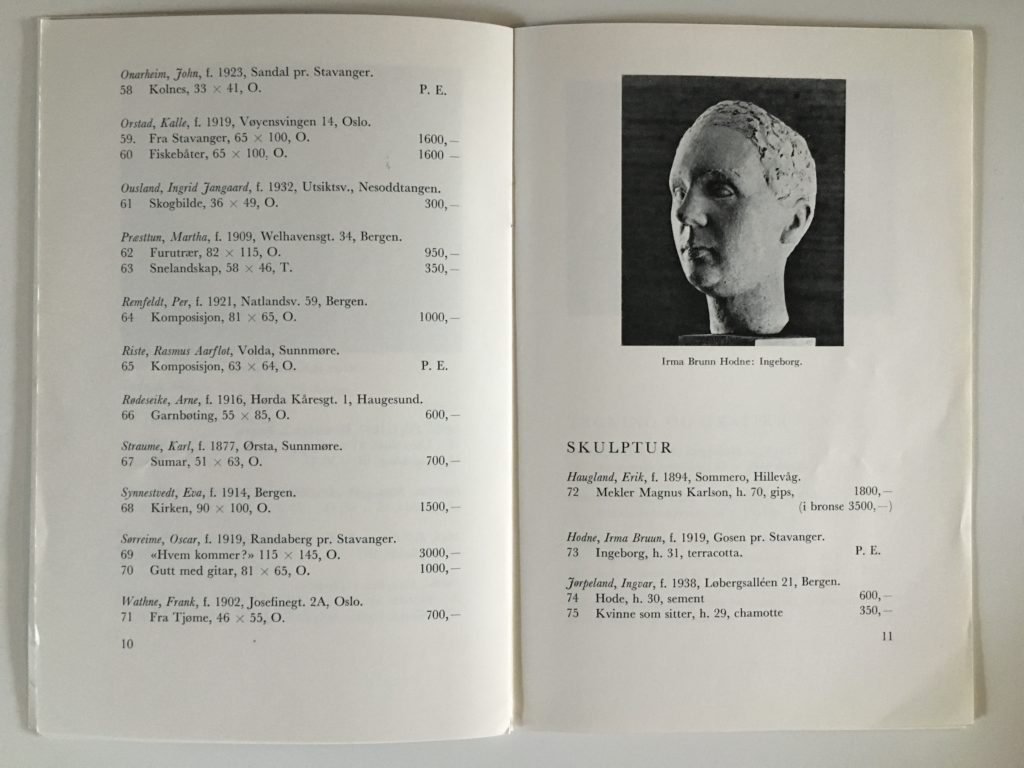 Onarheim, John, f. 1923, Sandal pr. Stavanger.
58 Kolnes, 33 × 41, O. P. E.
Orstad, Kalle, f. 1919, Vøyensvingen 14, Oslo.
59. Fra Stavanger, 65 × 100, O. 1600,—
60 Fiskebåter, 65 × 100, O. 1600 —
Ousland, Ingrid Jangaard, f. 1932, Utsiktsv., Nesoddtangen.
61 Skogbilde, 36 × 49, O. 300,—
Præsttun, Martha, f. 1909, Welhavensgt. 34, Bergen.
62 Furutrær, 82 × 115, O. 950,—
63 Snelandskap, 58 × 46, T. 350,—
Remfeldt, Per, f. 1921, Natlandsv. 59, Bergen.
64 Komposisjon, 81 × 65, O. 1000,—
Riste, Rasmus Aarflot, Volda, Sunnmøre.
65 Komposisjon, 63 × 64, O. P. E.
Rødeseike, Arne, f. 1916, Hørda Kåresgt. 1, Haugesund.
66 Garnbøting, 55 × 85, O. 600,—
Straume, Karl, f. 1877, Ørsta, Sunnmøre.
67 Sumar, 51 × 63, O. 700,—
Synnestvedt, Eva, f. 1914, Bergen.
68 Kirken, 90 × 100, O. 1500,—
Sørreime, Oscar, f. 1919, Randaberg pr. Stavanger.
69 «Hvem kommer?» 115 × 145, O. 3000,—
70 Gutt med gitar, 81 × 65, O. 1000,—
Wathne, Frank, f. 1902, Josefinegt. 2A, Oslo.
71 Fra Tjøme, 46 × 55, O. 700,—
10
Irma Brunn Hodne: Ingeborg.
SKULPTUR
Haugland, Erik, f. 1894, Sommero, Hillevåg.
72 Mekler Magnus Karlson, h. 70, gips, 1800,—
(i bronse 3500,—)
Hodne, Irma Bruun, f. 1919, Gosen pr. Stavanger.
73 Ingeborg, h. 31, terracotta. P. E.
Jørpeland, Ingvar, f. 1938, Løbergsalléen 21, Bergen.
74 Hode, h. 30, sement 600,—
75 Kvinne som sitter, h. 29, chamotte 350,—
11